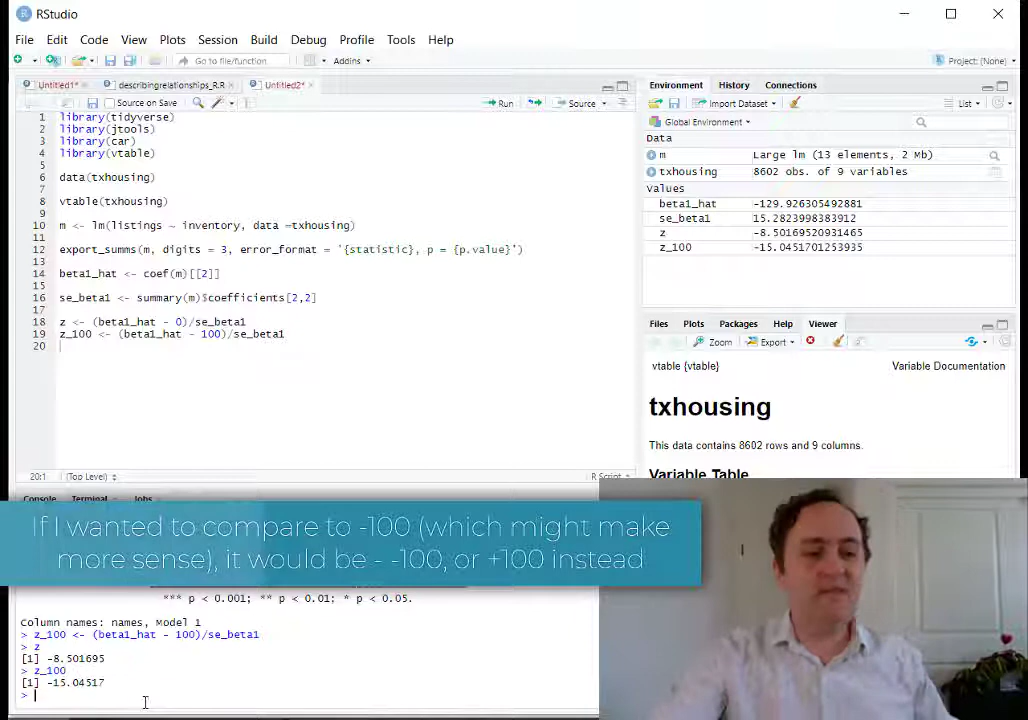 RStudio
File Edit Code View Plots Session Build Debug Profile Tools Help
Go to file/function Addins Project: (None)
Untitled1* describingrelationships_R.R Untitled2*
Source on Save Run Source
1 library(tidyverse)
2 library(jtools)
3 library(car)
4 library(vtable)
5
6 data(txhousing)
7
8 vtable(txhousing)
9
10 m <- lm(listings ~ inventory, data =txhousing)
11
12 export_summs(m, digits = 3, error_format = '{statistic}, p = {p.value}')
13
14 beta1_hat <- coef(m)[[2]]
15
16 se_beta1 <- summary(m)$coefficients[2,2]
17
18 z <- (beta1_hat - 0)/se_beta1
19 z_100 <- (beta1_hat - 100)/se_beta1
20
20:1 (Top Level) R Script
Environment History Connections
Import Dataset List
Global Environment
Data
m Large lm (13 elements, 2 Mb)
txhousing 8602 obs. of 9 variables
Values
beta1_hat -129.926305492881
se_beta1 15.2823998383912
z -8.50169520931465
z_100 -15.0451701253935
Files Plots Packages Help Viewer
Zoom Export
vtable {vtable} Variable Documentation
txhousing
This data contains 8602 rows and 9 columns.
Variable Table
Console Terminal Jobs
If I wanted to compare to -100 (which might make
more sense), it would be - -100, or +100 instead
*** p < 0.001; ** p < 0.01; * p < 0.05.
Column names: names, Model 1
> z_100 <- (beta1_hat - 100)/se_beta1
> z
[1] -8.501695
> z_100
[1] -15.04517
>